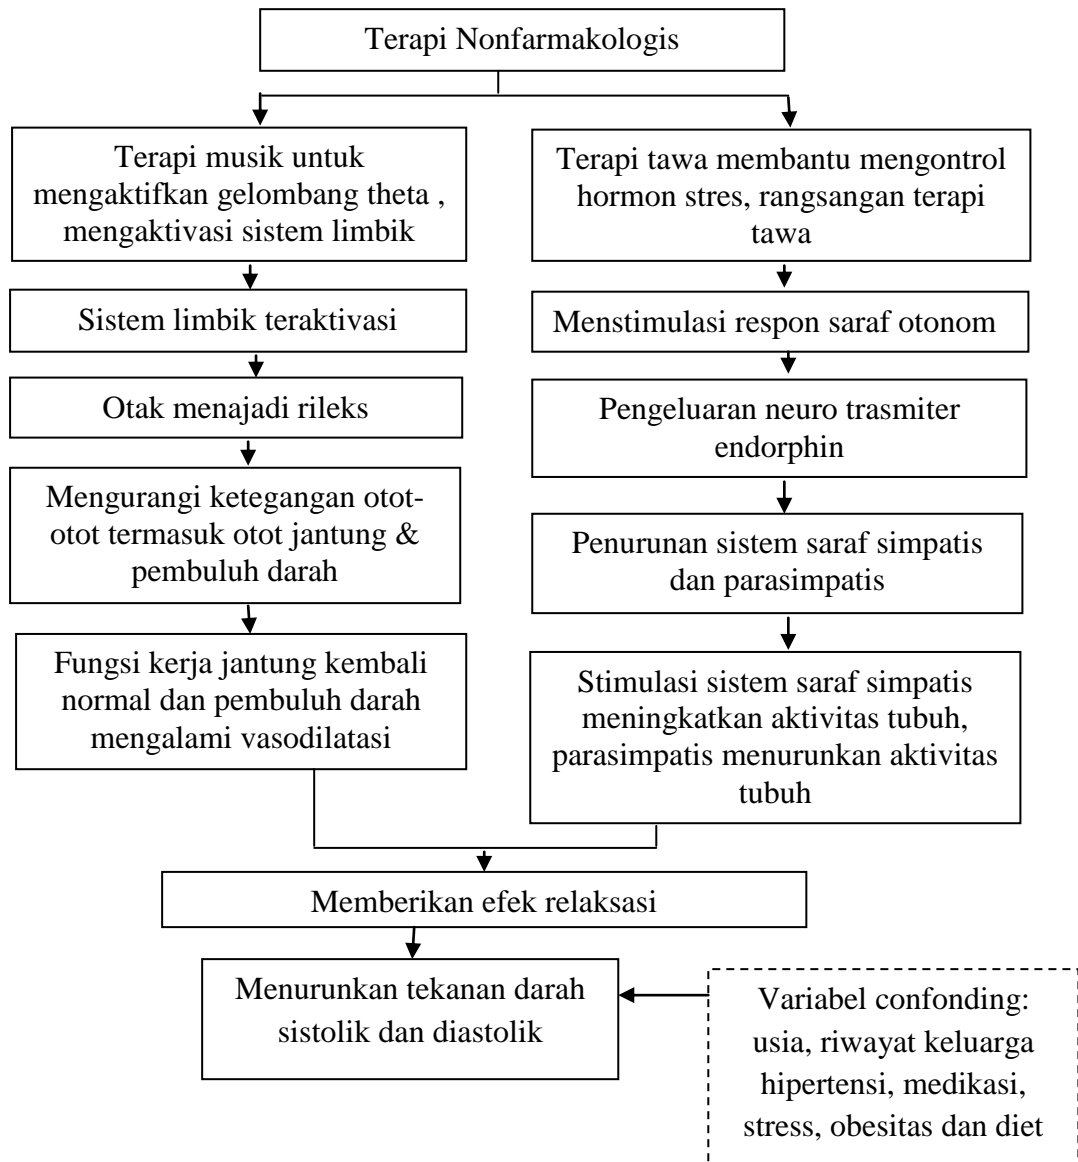 Terapi Nonfarmakologis
Terapi musik untuk
mengaktifkan gelombang theta ,
mengaktivasi sistem limbik
Sistem limbik teraktivasi
Otak menajadi rileks
Mengurangi ketegangan otot-
otot termasuk otot jantung &
pembuluh darah
Fungsi kerja jantung kembali
normal dan pembuluh darah
mengalami vasodilatasi
Terapi tawa membantu mengontrol
hormon stres, rangsangan terapi
tawa
Menstimulasi respon saraf otonom
Pengeluaran neuro trasmiter
endorphin
Penurunan sistem saraf simpatis
dan parasimpatis
Stimulasi sistem saraf simpatis
meningkatkan aktivitas tubuh,
parasimpatis menurunkan aktivitas
tubuh
Memberikan efek relaksasi
Menurunkan tekanan darah
sistolik dan diastolik
Variabel confonding:
usia, riwayat keluarga
hipertensi, medikasi,
stress, obesitas dan diet